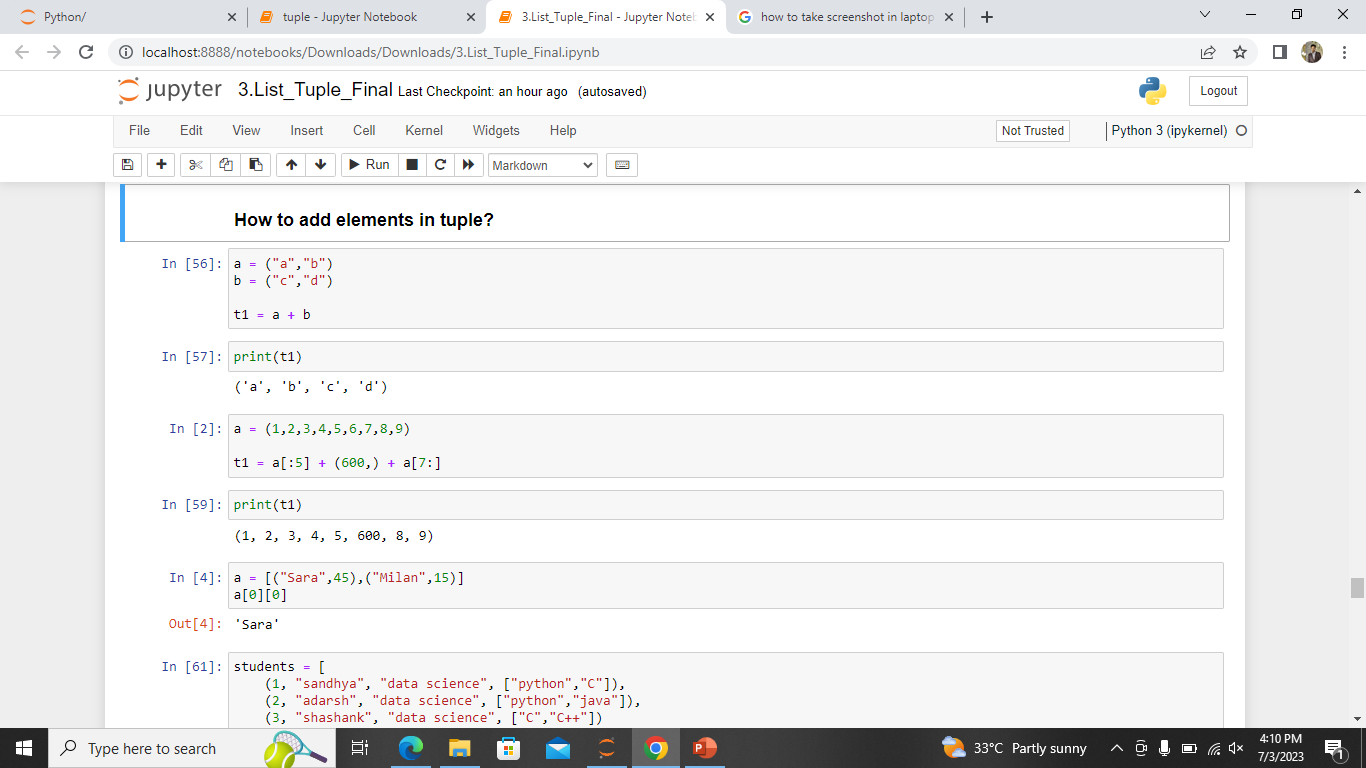 Python/
tuple - Jupyter Notebook
3.List_Tuple_Final - Jupyter Noteb
how to take screenshot in laptop
localhost:8888/notebooks/Downloads/Downloads/3.List_Tuple_Final.ipynb
jupyter 3.List_Tuple_Final Last Checkpoint: an hour ago (autosaved)
Logout
File Edit View Insert Cell Kernel Widgets Help
Not Trusted
Python 3 (ipykernel)
Run
Markdown
How to add elements in tuple?
In [56]: a = ("a","b")
b = ("c","d")
t1 = a + b
In [57]: print(t1)
('a', 'b', 'c', 'd')
In [2]: a = (1,2,3,4,5,6,7,8,9)
t1 = a[:5] + (600,) + a[7:]
In [59]: print(t1)
(1, 2, 3, 4, 5, 600, 8, 9)
In [4]: a = [("Sara",45),("Milan",15)]
a[0][0]
Out[4]: 'Sara'
In [61]: students = [
(1, "sandhya", "data science", ["python","C"]),
(2, "adarsh", "data science", ["python","java"]),
(3, "shashank", "data science", ["C","C++"])
Type here to search
33°C Partly sunny
4:10 PM
7/3/2023
1